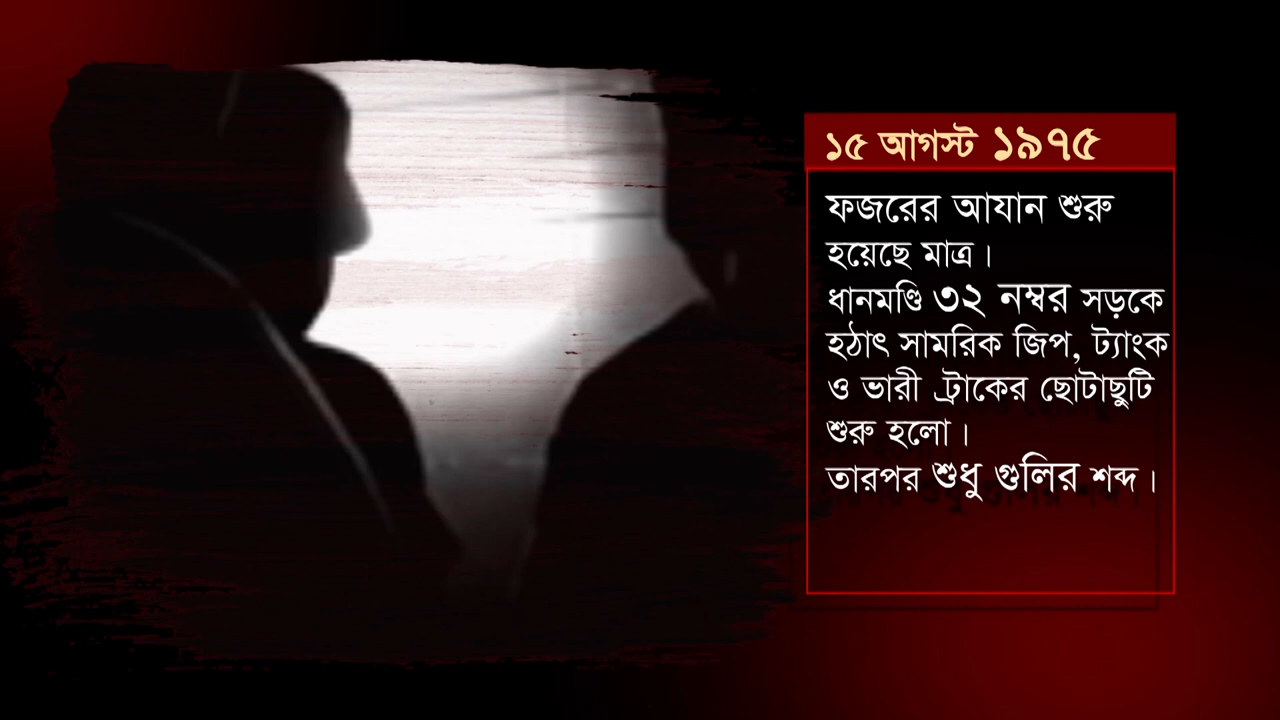 ১৫ আগস্ট ১৯৭৫
ফজরের আযান শুরু
হয়েছে মাত্র।
ধানমণ্ডি ৩২ নম্বর সড়কে
হঠাৎ সামরিক জিপ, ট্যাংক
ও ভারী ট্রাকের ছোটাছুটি
শুরু হলো।
তারপর শুধু গুলির শব্দ।